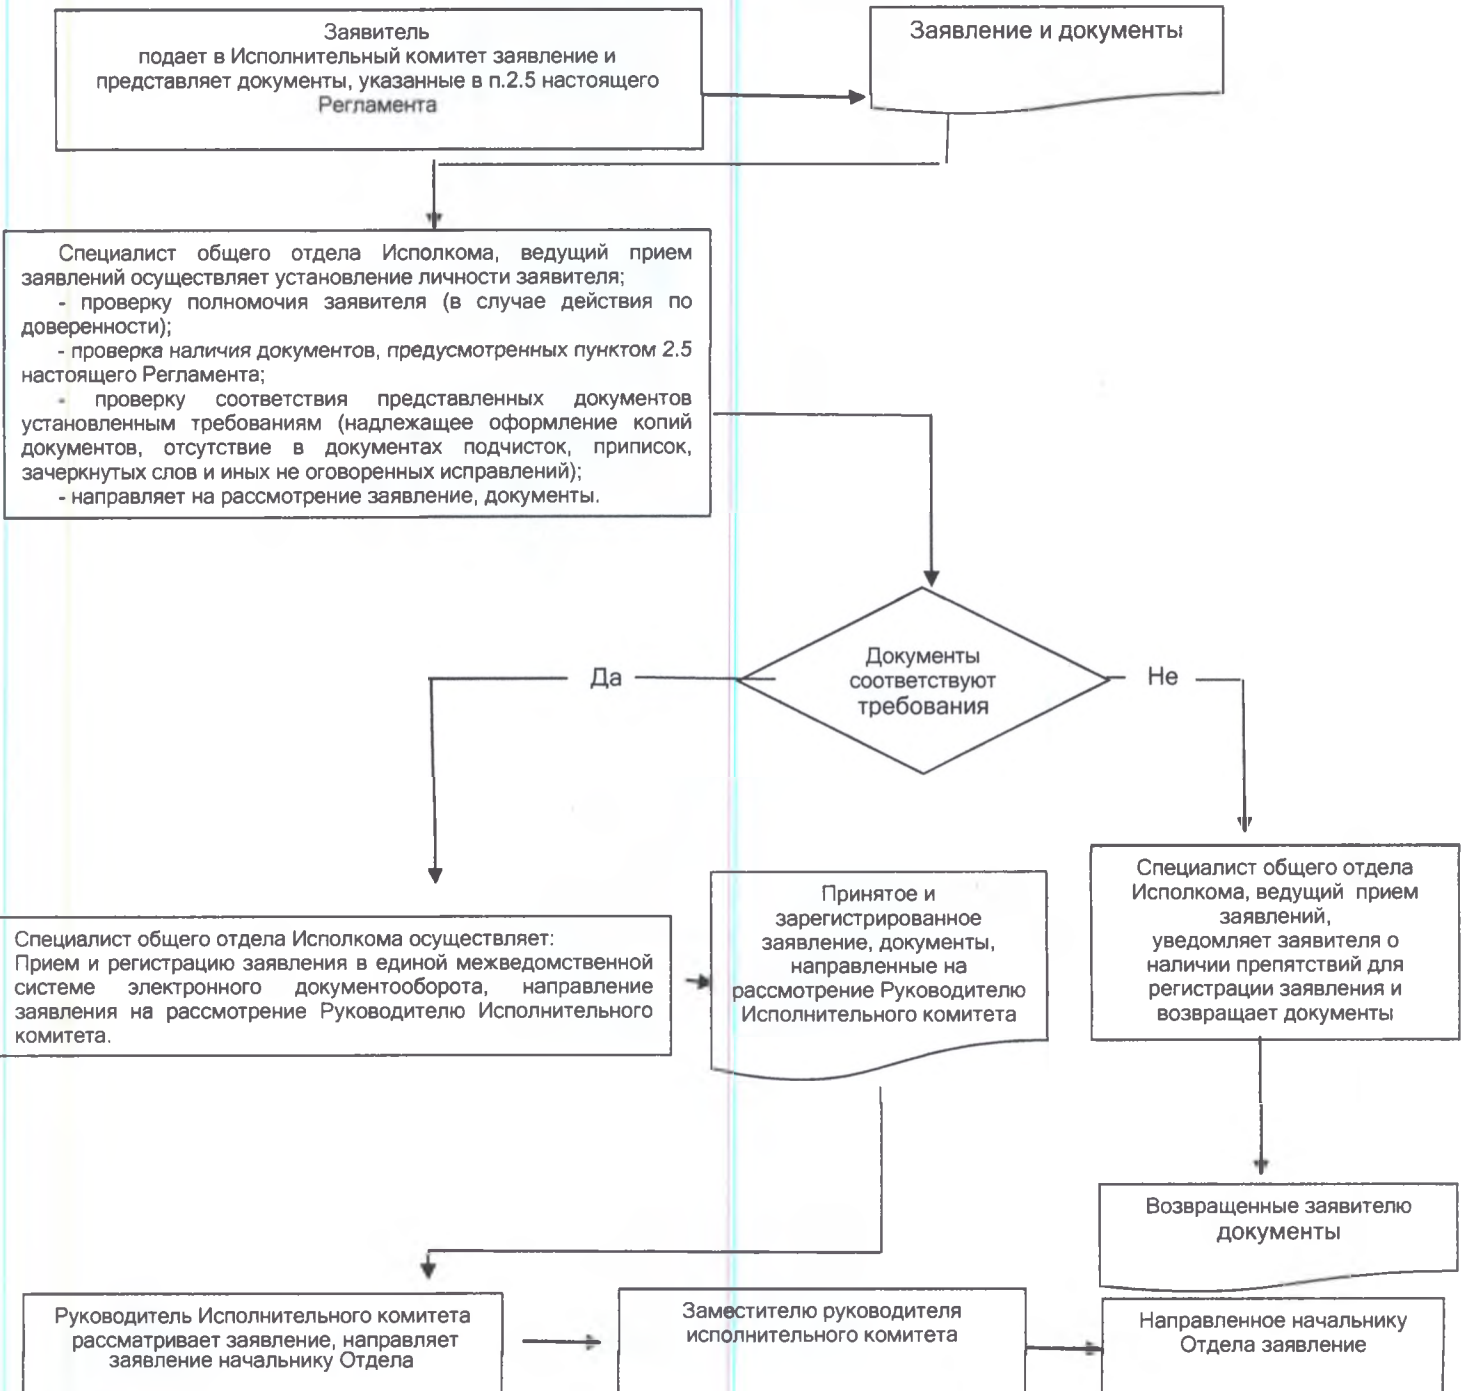 Заявитель
подает в Исполнительный комитет заявление и
представляет документы, указанные в п.2.5 настоящего
Регламента
Заявление и документы
Специалист общего отдела Исполкома, ведущий прием
заявлений осуществляет установление личности заявителя;
- проверку полномочия заявителя (в случае действия по
доверенности);
- проверка наличия документов, предусмотренных пунктом 2.5
настоящего Регламента;
- проверку соответствия представленных документов
установленным требованиям (надлежащее оформление копий
документов, отсутствие в документах подчисток, приписок,
зачеркнутых слов и иных не оговоренных исправлений);
- направляет на рассмотрение заявление, документы.
Документы
соответствуют
требования
Да
Не
Специалист общего отдела Исполкома осуществляет:
Прием и регистрацию заявления в единой межведомственной
системе электронного документооборота, направление
заявления на рассмотрение Руководителю Исполнительного
комитета.
Принятое и
зарегистрированное
заявление, документы,
направленные на
рассмотрение Руководителю
Исполнительного комитета
Специалист общего отдела
Исполкома, ведущий прием
заявлений,
уведомляет заявителя о
наличии препятствий для
регистрации заявления и
возвращает документы
Возвращенные заявителю
документы
Руководитель Исполнительного комитета
рассматривает заявление, направляет
заявление начальнику Отдела
Заместителю руководителя
исполнительного комитета
Направленное начальнику
Отдела заявление